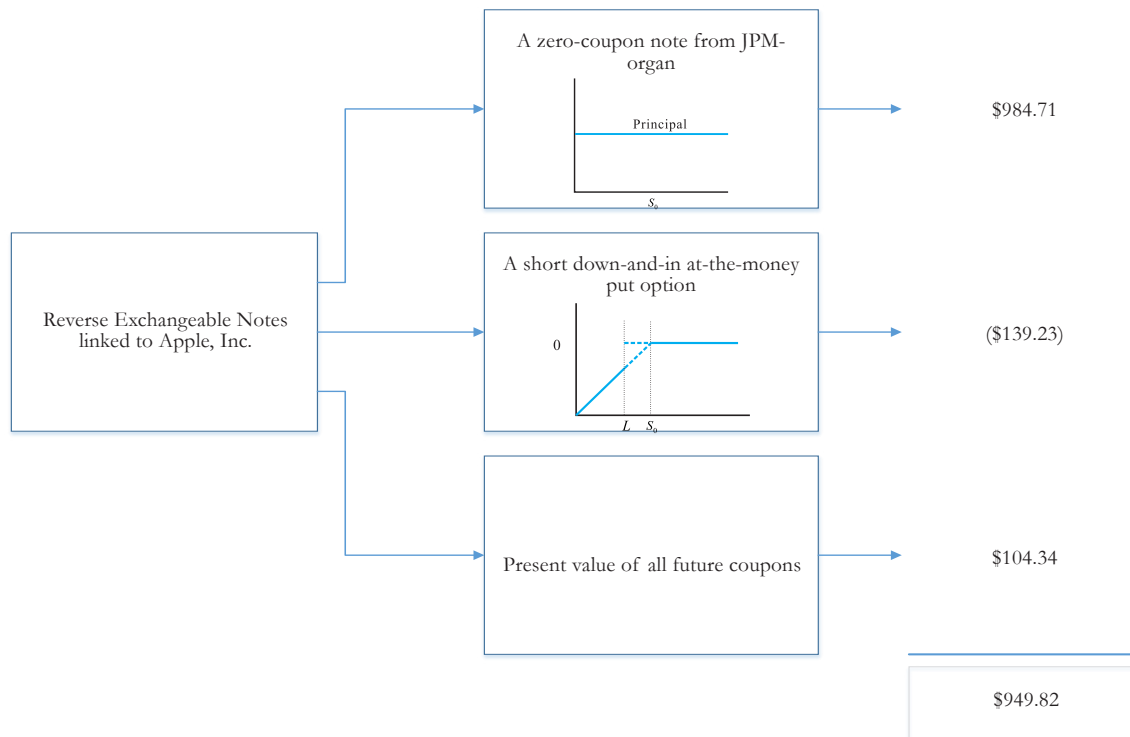 A zero-coupon note from JPM-
organ
Principal
S₀
$984.71
Reverse Exchangeable Notes
linked to Apple, Inc.
A short down-and-in at-the-money
put option
0
L S₀
($139.23)
Present value of all future coupons
$104.34
$949.82